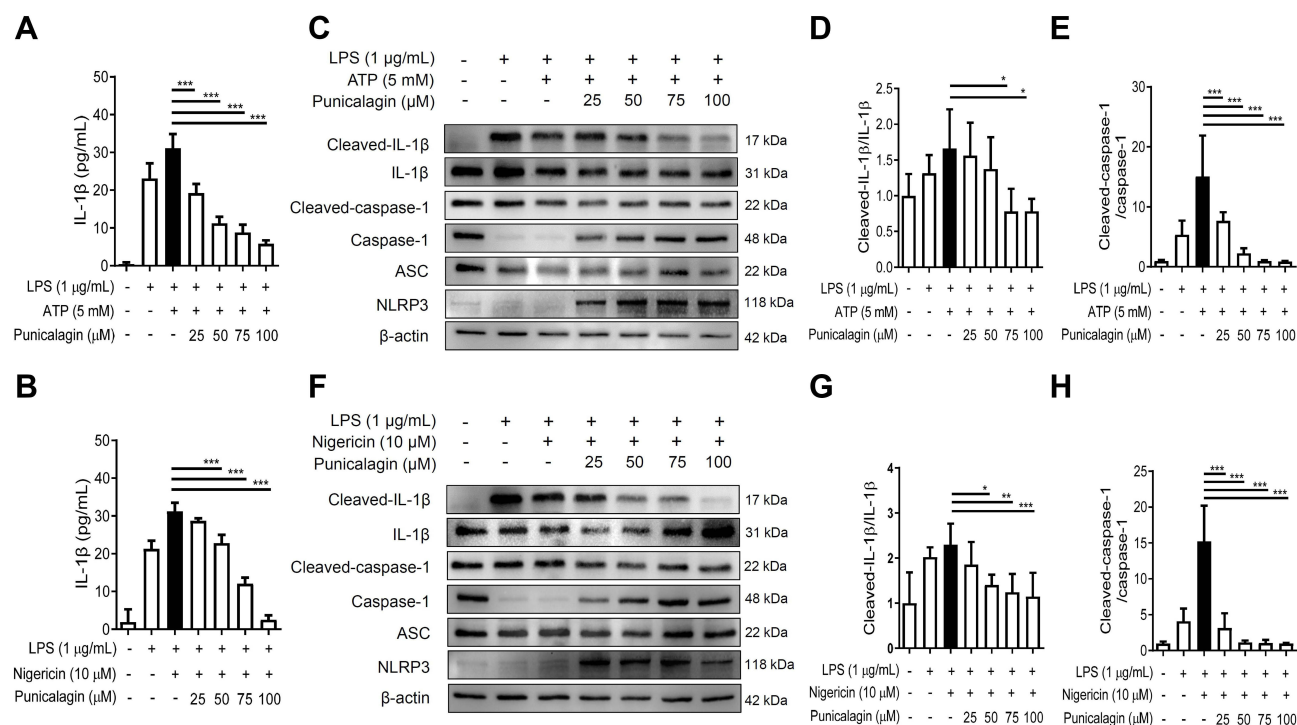 A
50
40
30
20
10
0
IL-1β (pg/mL)
***
***
***
***
LPS (1 μg/mL) - + + + + + +
ATP (5 mM) - - + + + + +
Punicalagin (μM) - - - 25 50 75 100
C
LPS (1 μg/mL) - + + + + + +
ATP (5 mM) - - + + + + +
Punicalagin (μM) - - - 25 50 75 100
Cleaved-IL-1β 17 kDa
IL-1β 31 kDa
Cleaved-caspase-1 22 kDa
Caspase-1 48 kDa
ASC 22 kDa
NLRP3 118 kDa
β-actin 42 kDa
D
2.5
2.0
1.5
1.0
0.5
0.0
Cleaved-IL-1β/IL-1β
*
*
LPS (1 μg/mL) - + + + + + +
ATP (5 mM) - - + + + + +
Punicalagin (μM) - - - 25 50 75 100
E
30
20
10
0
Cleaved-caspase-1
/caspase-1
***
***
***
***
LPS (1 μg/mL) - + + + + + +
ATP (5 mM) - - + + + + +
Punicalagin (μM) - - - 25 50 75 100
B
50
40
30
20
10
0
IL-1β (pg/mL)
***
***
***
LPS (1 μg/mL) - + + + + + +
Nigericin (10 μM) - - + + + + +
Punicalagin (μM) - - - 25 50 75 100
F
LPS (1 μg/mL) - + + + + + +
Nigericin (10 μM) - - + + + + +
Punicalagin (μM) - - - 25 50 75 100
Cleaved-IL-1β 17 kDa
IL-1β 31 kDa
Cleaved-caspase-1 22 kDa
Caspase-1 48 kDa
ASC 22 kDa
NLRP3 118 kDa
β-actin 42 kDa
G
4
3
2
1
0
Cleaved-IL-1β/IL-1β
*
**
***
LPS (1 μg/mL) - + + + + + +
Nigericin (10 μM) - - + + + + +
Punicalagin (μM) - - - 25 50 75 100
H
25
20
15
10
5
0
Cleaved-caspase-1
/caspase-1
***
***
***
***
LPS (1 μg/mL) - + + + + + +
Nigericin (10 μM) - - + + + + +
Punicalagin (μM) - - - 25 50 75 100